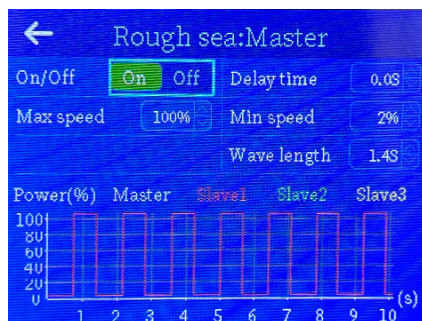 Rough sea:Master
On/Off On Off Delay time 0.0S
Max speed 100% Min speed 2%
Wave length 1.4S
Power(%) Master Slave1 Slave2 Slave3
100
80
60
40
20
0
1 2 3 4 5 6 7 8 9 10 (s)